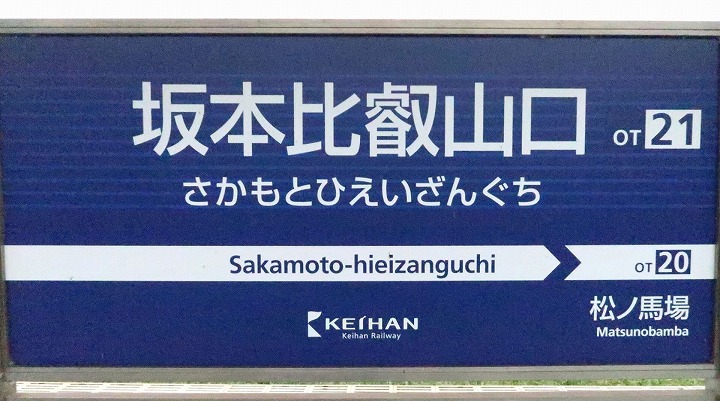 坂本比叡山口 OT 21
さかもとひえいざんぐち
Sakamoto-hieizanguchi OT 20
松ノ馬場
Matsunobamba
KEIHAN
Keihan Railway